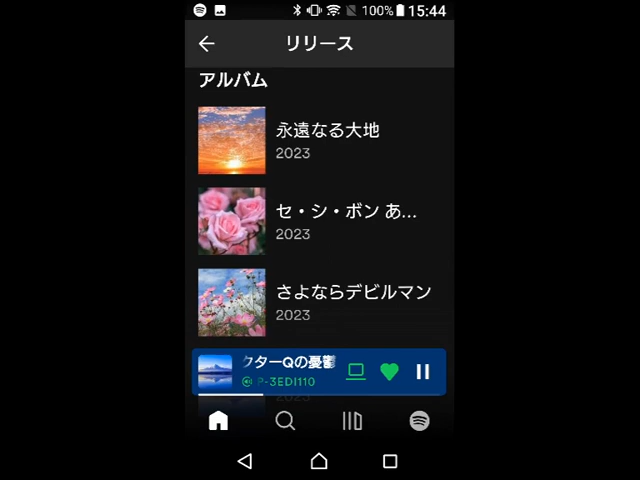 100% 15:44
リリース
アルバム
永遠なる大地
2023
セ・シ・ボン あ...
2023
さよならデビルマン
2023
クターQの憂鬱
P-3EDI110
2023